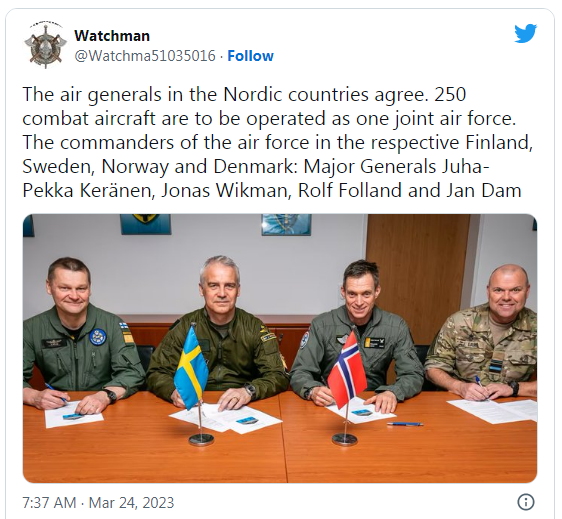 Watchman
@Watchma51035016 · Follow
The air generals in the Nordic countries agree. 250
combat aircraft are to be operated as one joint air force.
The commanders of the air force in the respective Finland,
Sweden, Norway and Denmark: Major Generals Juha-
Pekka Keränen, Jonas Wikman, Rolf Folland and Jan Dam
7:37 AM · Mar 24, 2023